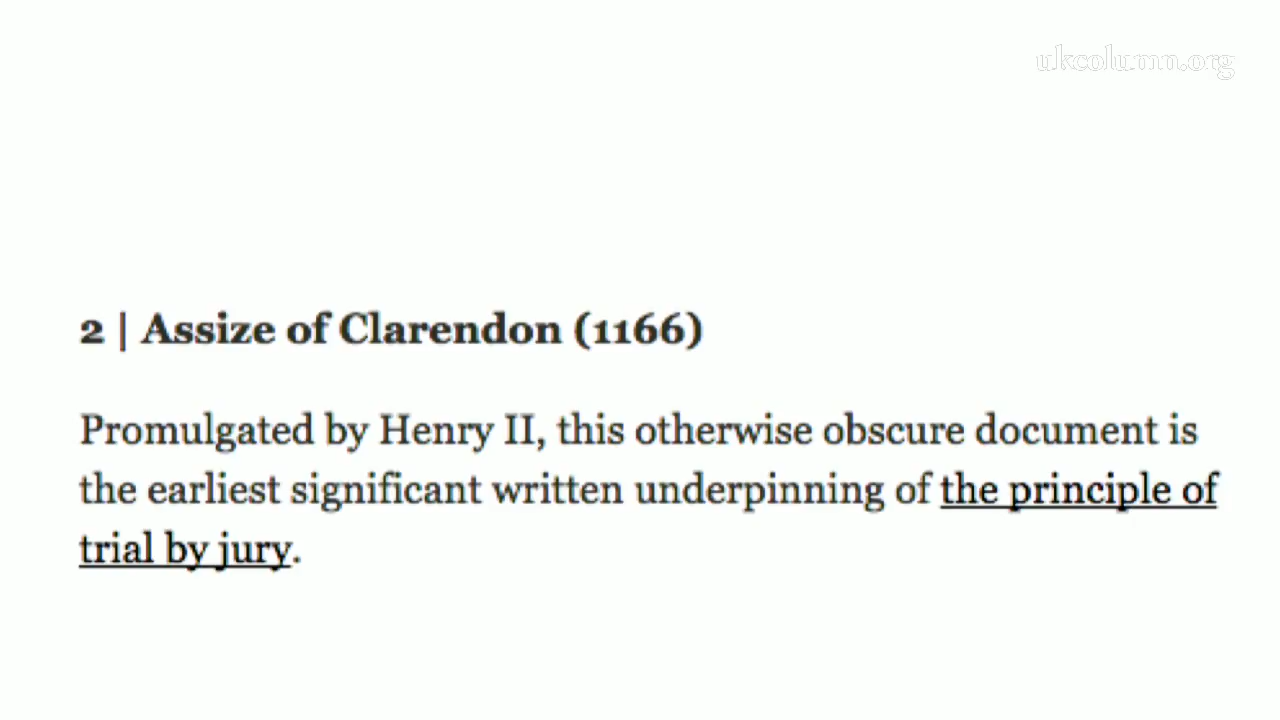 ukcolumn.org
2 | Assize of Clarendon (1166)
Promulgated by Henry II, this otherwise obscure document is
the earliest significant written underpinning of the principle of
trial by jury.